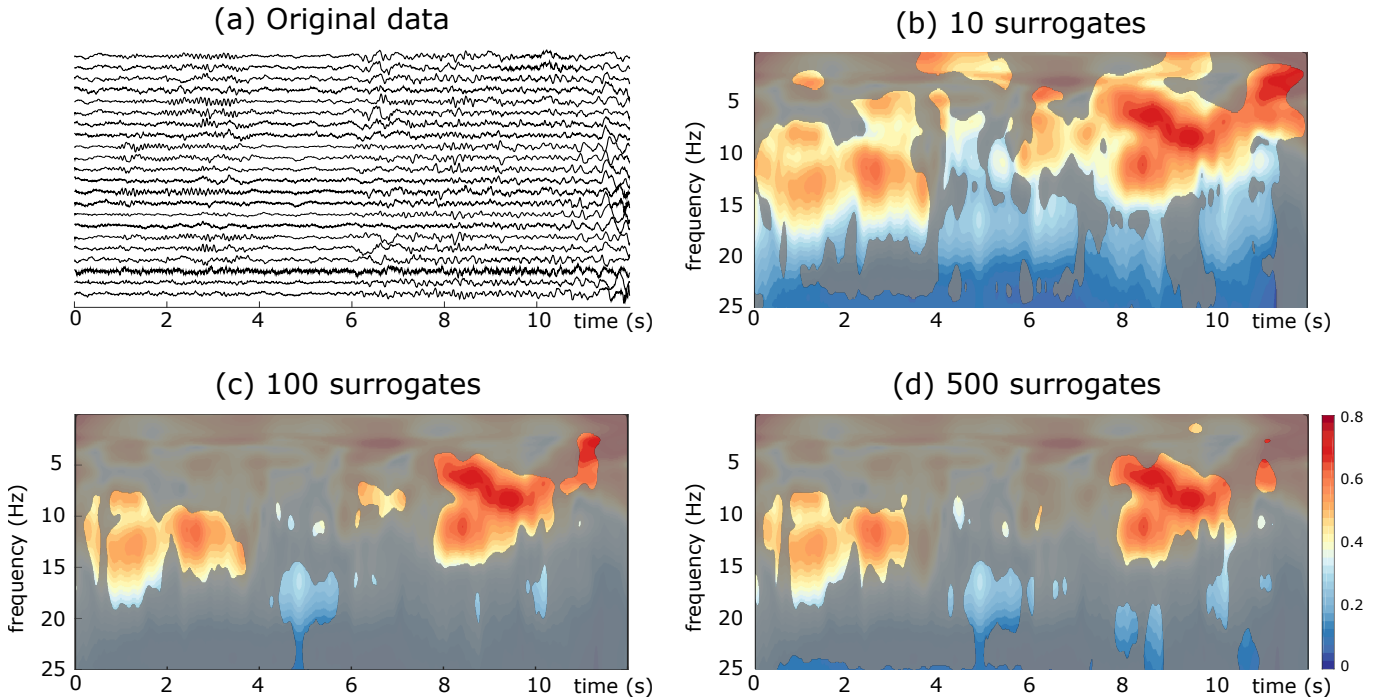 (a) Original data
0 2 4 6 8 10 time (s)
(b) 10 surrogates
frequency (Hz)
5
10
15
20
25
0 2 4 6 8 10 time (s)
(c) 100 surrogates
frequency (Hz)
5
10
15
20
25
0 2 4 6 8 10 time (s)
(d) 500 surrogates
frequency (Hz)
5
10
15
20
25
0 2 4 6 8 10 time (s)
0.8
0.6
0.4
0.2
0